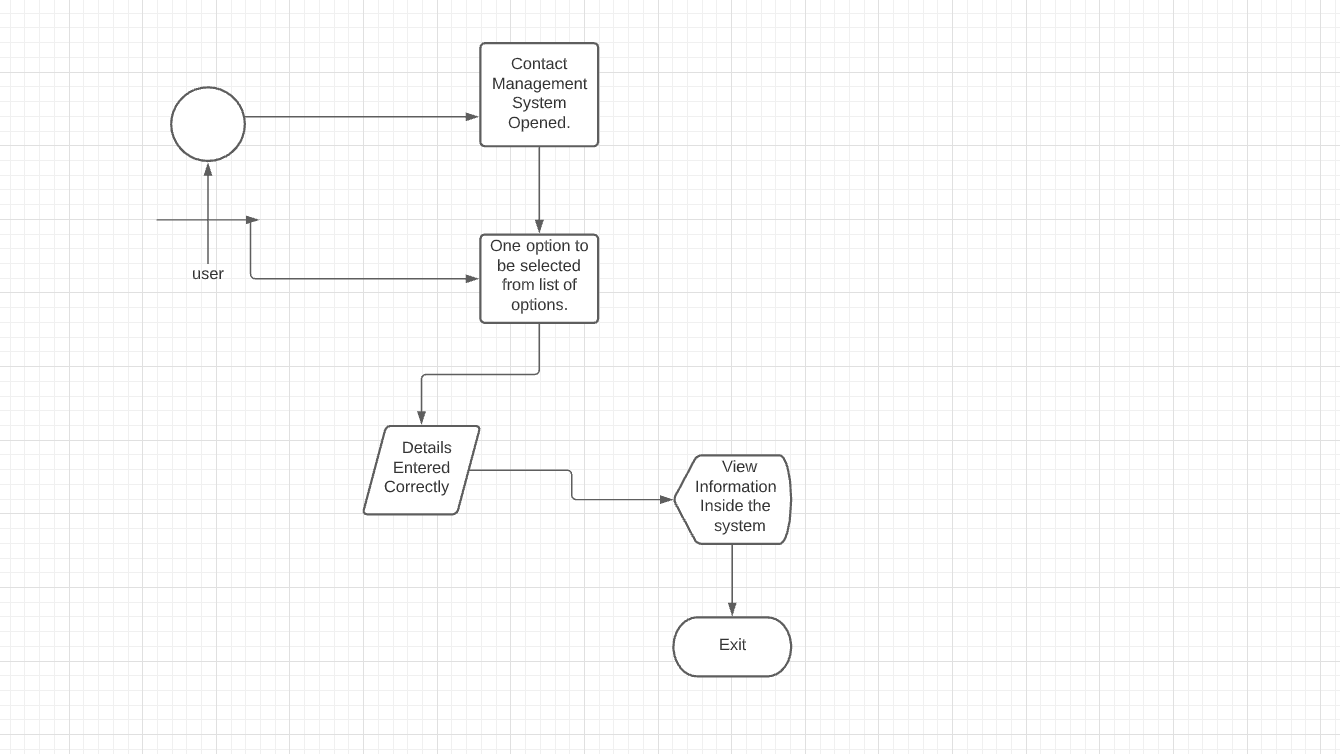 Contact
Management
System
Opened.
user
One option to
be selected
from list of
options.
Details
Entered
Correctly
View
Information
Inside the
system
Exit